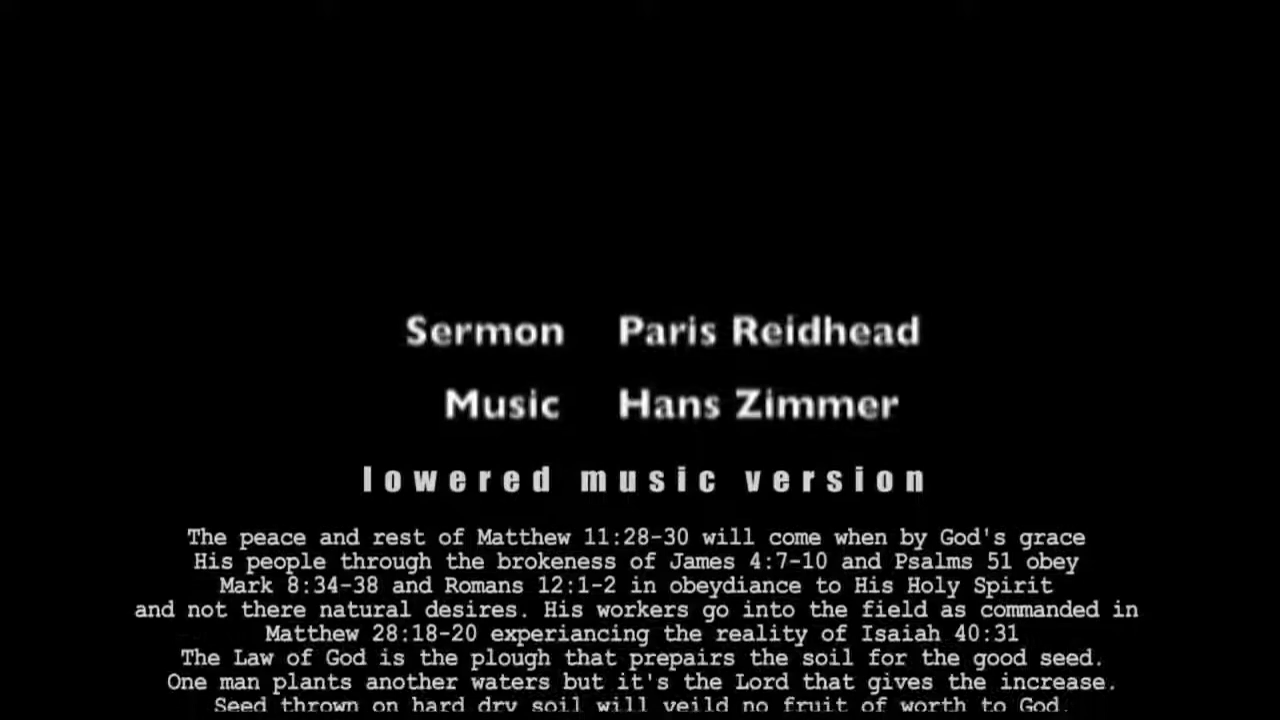 Sermon Paris Reidhead
Music Hans Zimmer
lowered music version
The peace and rest of Matthew 11:28-30 will come when by God's grace
His people through the brokeness of James 4:7-10 and Psalms 51 obey
Mark 8:34-38 and Romans 12:1-2 in obeydiance to His Holy Spirit
and not there natural desires. His workers go into the field as commanded in
Matthew 28:18-20 experiancing the reality of Isaiah 40:31
The Law of God is the plough that prepairs the soil for the good seed.
One man plants another waters but it's the Lord that gives the increase.
Seed thrown on hard dry soil will yeild no fruit of worth to God.